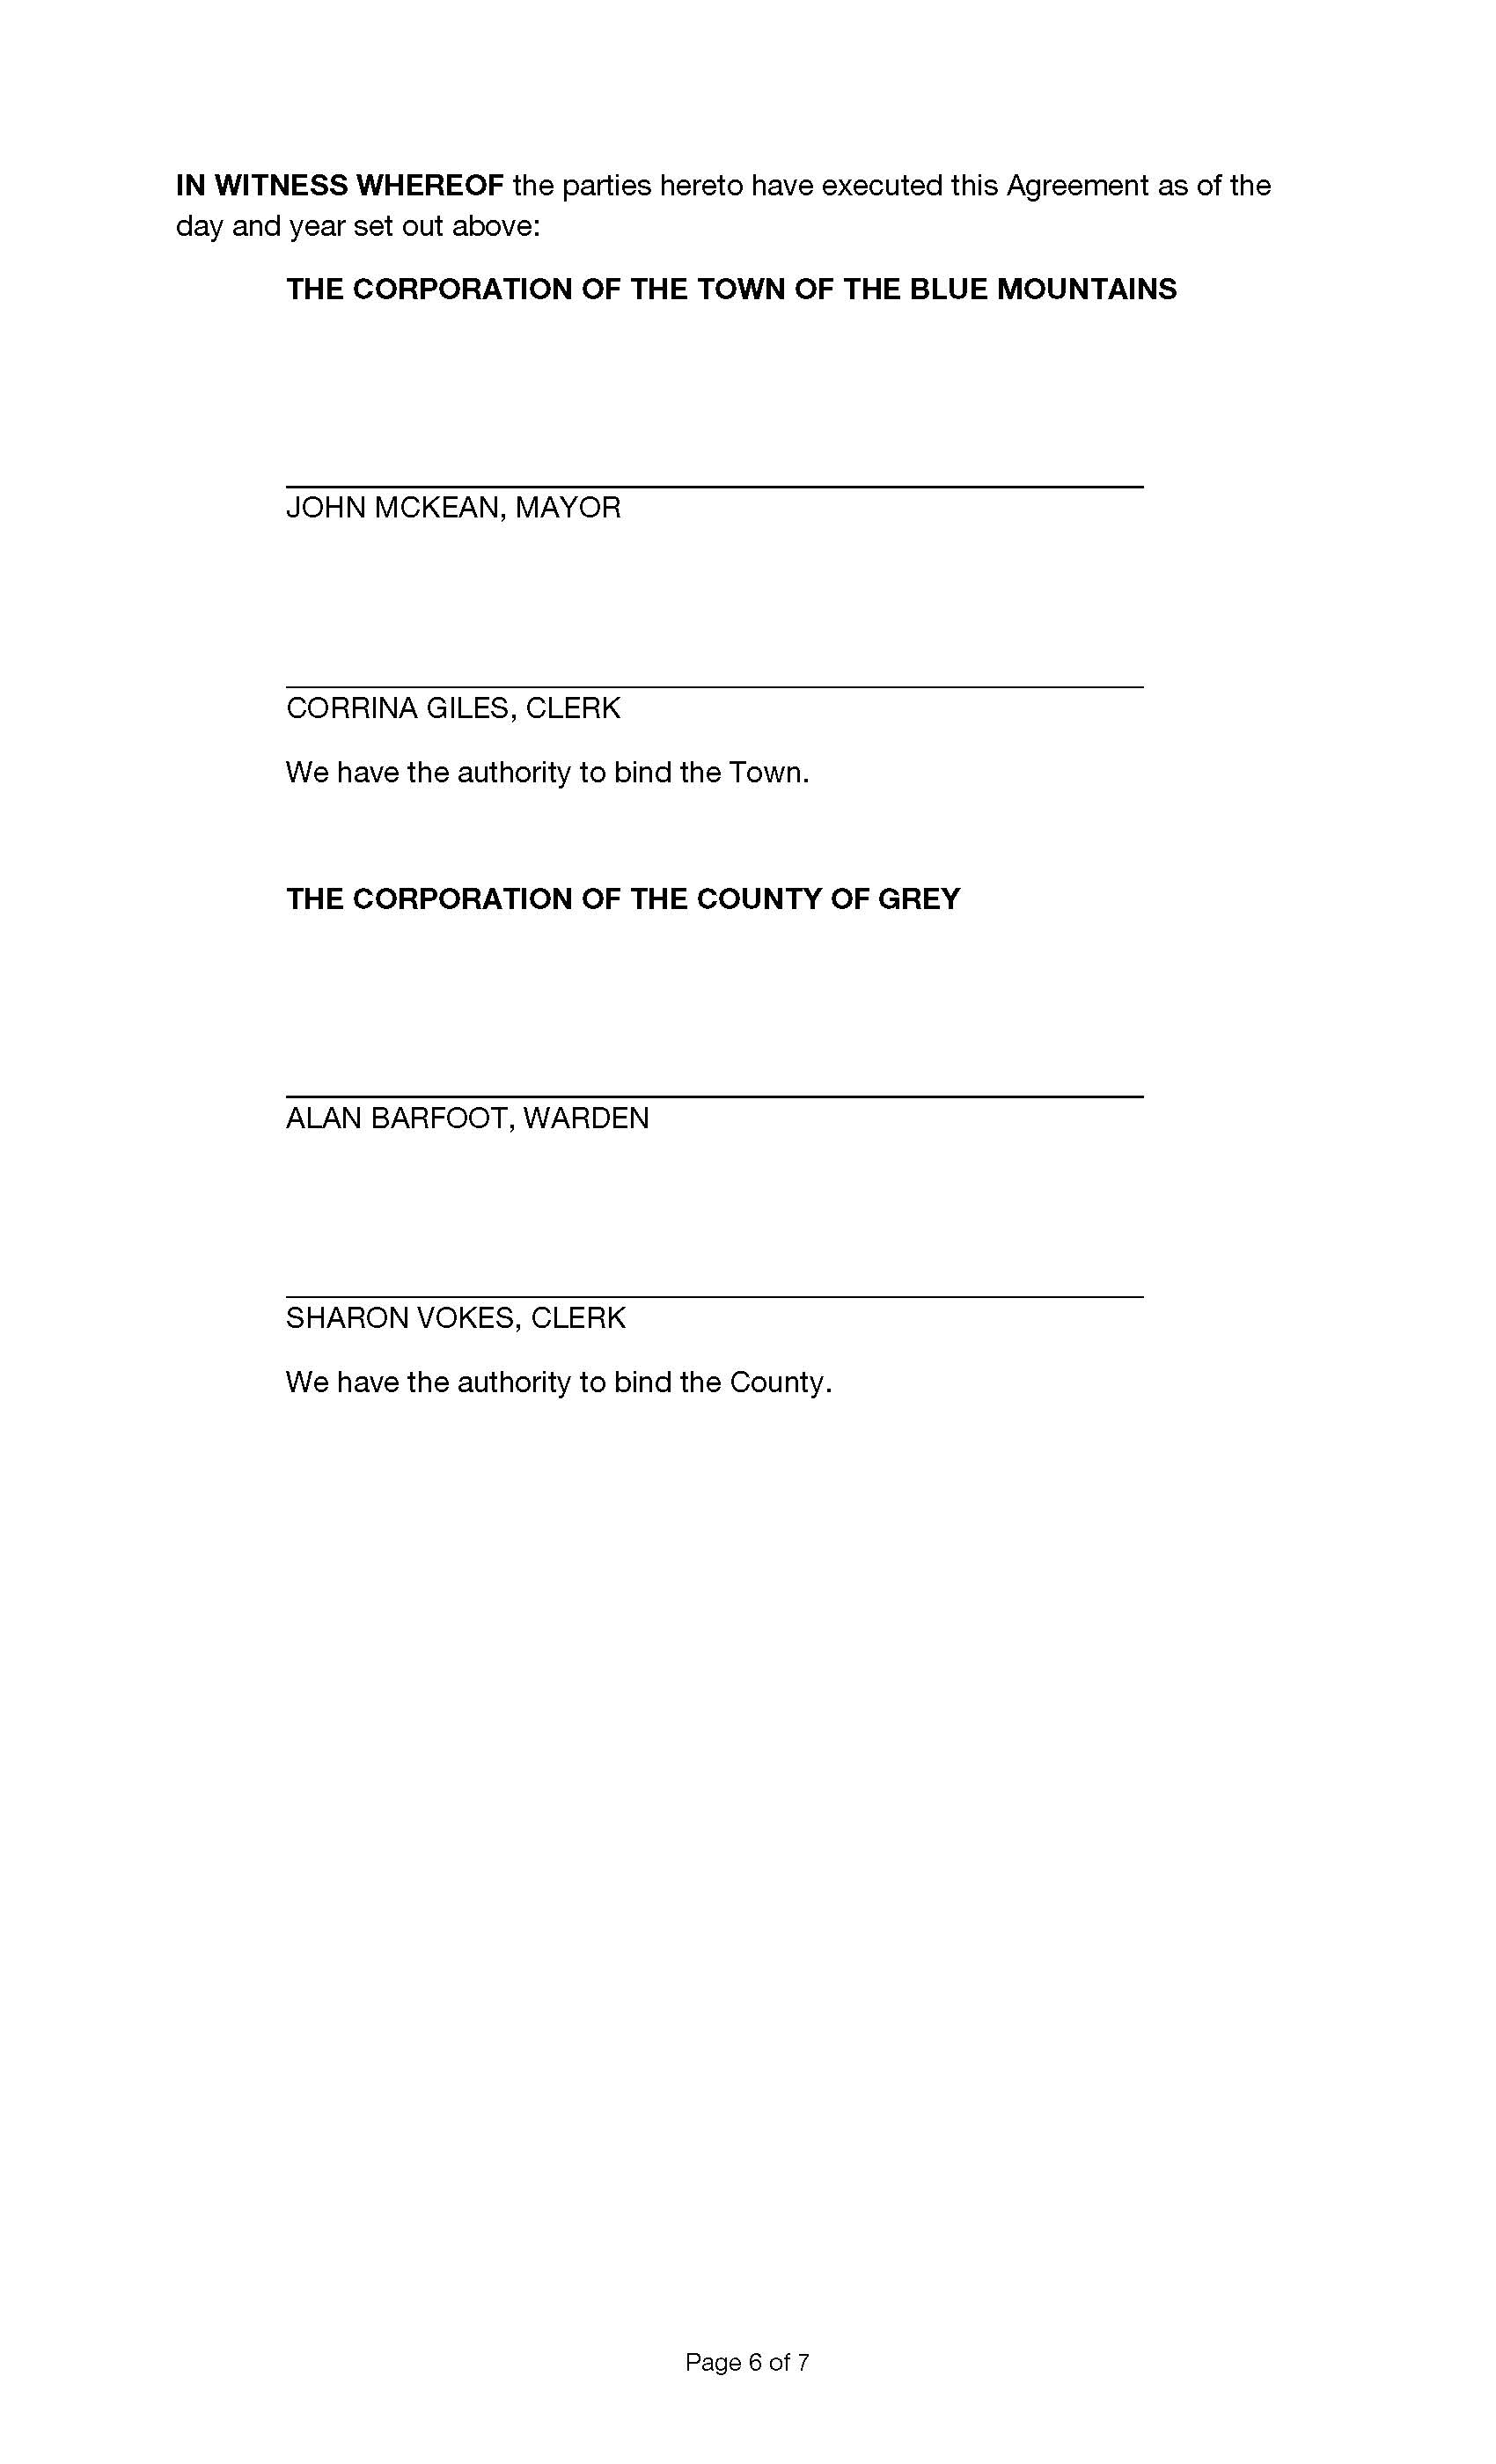 IN WITNESS WHEREOF the parties hereto have executed this Agreement as of the
day and year set out above:
THE CORPORATION OF THE TOWN OF THE BLUE MOUNTAINS
JOHN MCKEAN, MAYOR
CORRINA GILES, CLERK
We have the authority to bind the Town.
THE CORPORATION OF THE COUNTY OF GREY
ALAN BARFOOT, WARDEN
SHARON VOKES, CLERK
We have the authority to bind the County.
Page 6 of 7